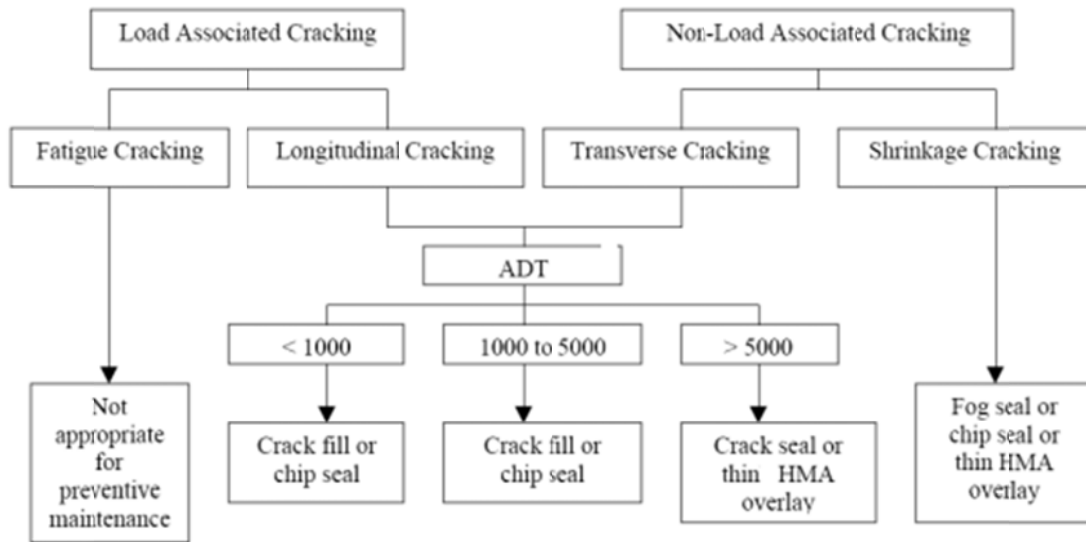 Load Associated Cracking
Non-Load Associated Cracking
Fatigue Cracking
Longitudinal Cracking
Transverse Cracking
Shrinkage Cracking
ADT
< 1000
1000 to 5000
> 5000
Not
appropriate
for
preventive
maintenance
Crack fill or
chip seal
Crack fill or
chip seal
Crack seal or
thin HMA
overlay
Fog seal or
chip seal or
thin HMA
overlay